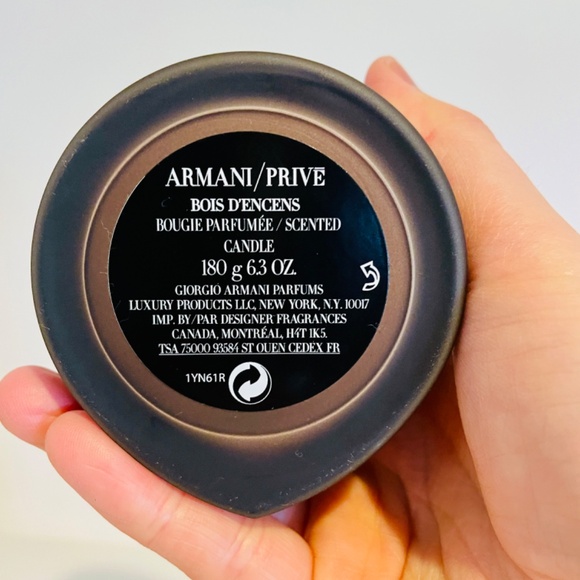 ARMANI/PRIVĒ
BOIS D'ENCENS
BOUGIE PARFUMÉE / SCENTED
CANDLE
180 g 6.3 OZ.
GIORGIO ARMANI PARFUMS
LUXURY PRODUCTS LLC, NEW YORK, N.Y. 10017
IMP. BY/PAR DESIGNER FRAGRANCES
CANADA, MONTRÉAL, H4T 1K5.
TSA 75000 93584 ST OUEN CEDEX FR
1YN61R